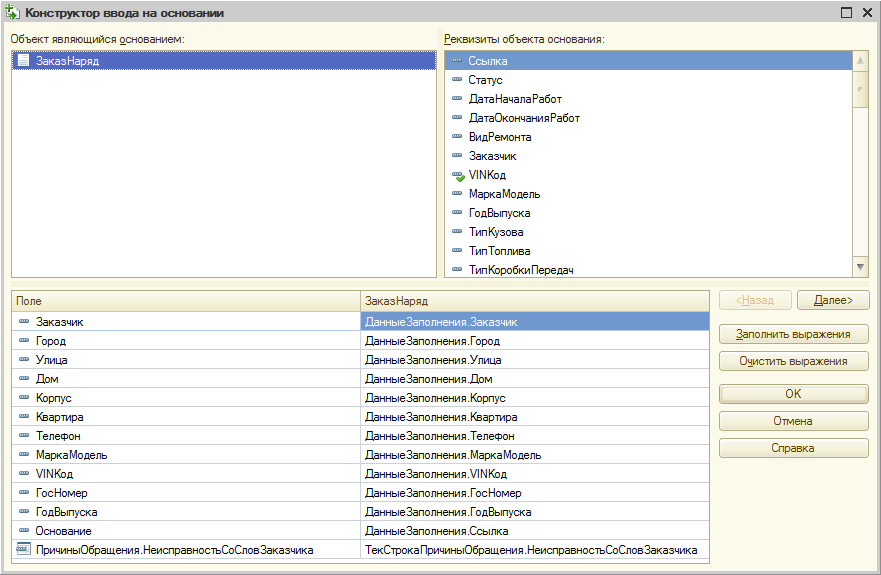 Конструктор ввода на основании
Объект являющийся основанием:
ЗаказНаряд
Реквизиты объекта основания:
Ссылка
Статус
ДатаНачалаРабот
ДатаОкончанияРабот
ВидРемонта
Заказчик
VINКод
МаркаМодель
ГодВыпуска
ТипКузова
ТипТоплива
ТипКоробкиПередач
Поле ЗаказНаряд
Заказчик ДанныеЗаполнения.Заказчик
Город ДанныеЗаполнения.Город
Улица ДанныеЗаполнения.Улица
Дом ДанныеЗаполнения.Дом
Корпус ДанныеЗаполнения.Корпус
Квартира ДанныеЗаполнения.Квартира
Телефон ДанныеЗаполнения.Телефон
МаркаМодель ДанныеЗаполнения.МаркаМодель
VINКод ДанныеЗаполнения.VINКод
ГосНомер ДанныеЗаполнения.ГосНомер
ГодВыпуска ДанныеЗаполнения.ГодВыпуска
Основание ДанныеЗаполнения.Ссылка
ПричиныОбращения.НеисправностьСоСловЗаказчика ТекСтрокаПричиныОбращения.НеисправностьСоСловЗаказчика
<Назад Далее>
Заполнить выражения
Очистить выражения
OK
Отмена
Справка